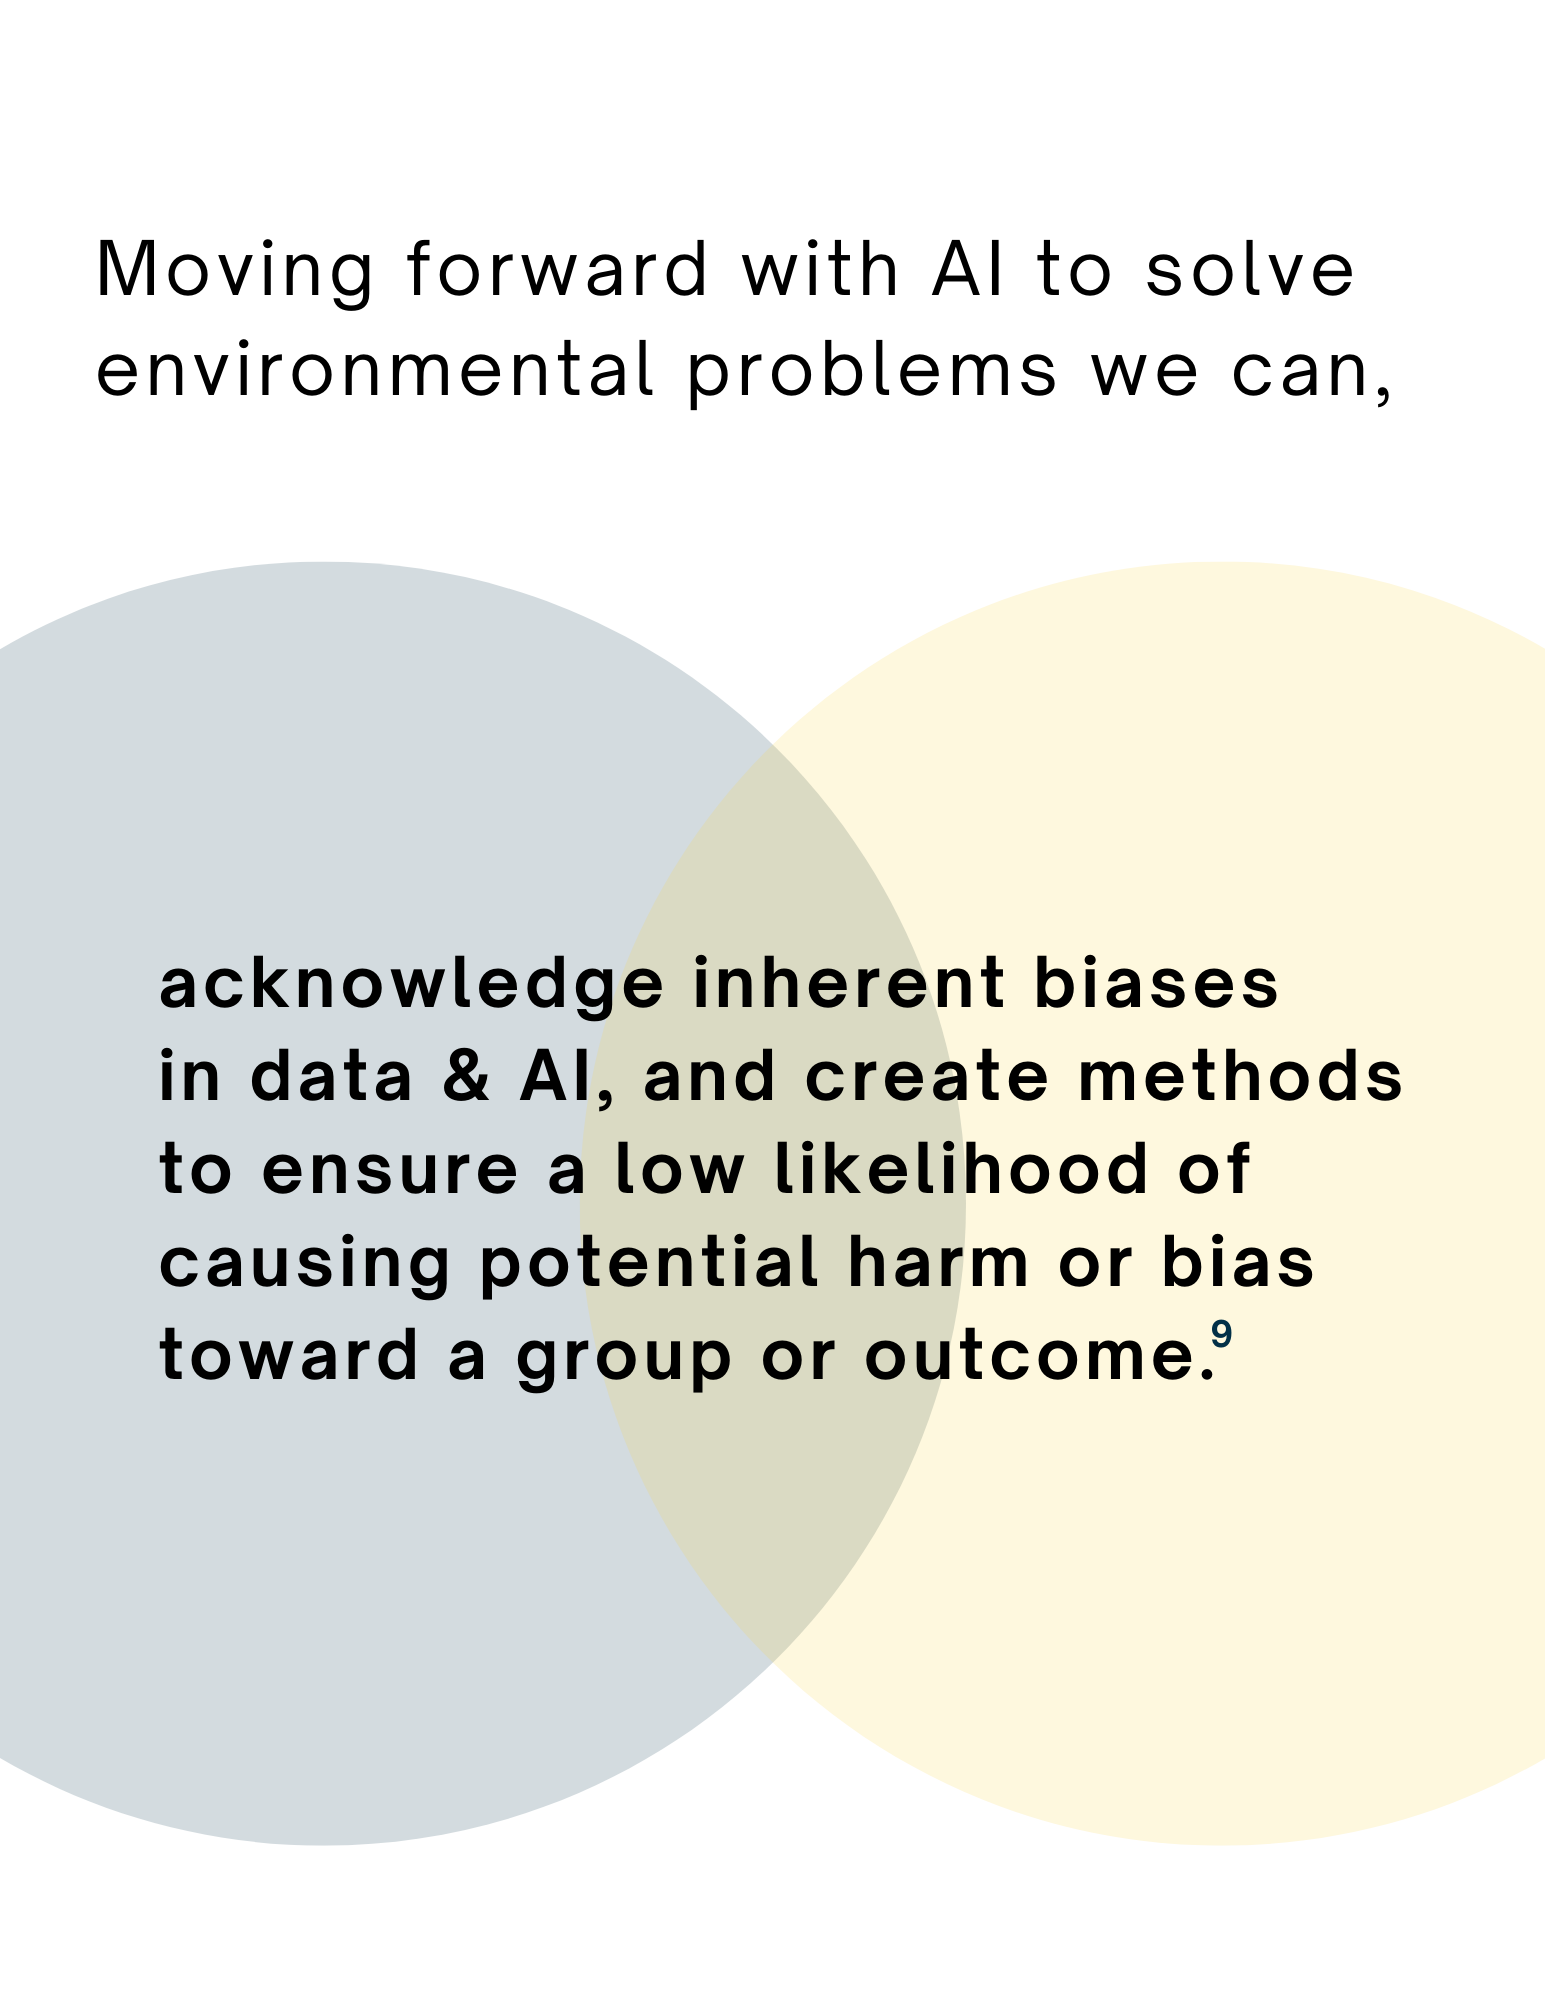 Moving forward with AI to solve
environmental problems we can,
acknowledge inherent biases
in data & AI, and create methods
to ensure a low likelihood of
causing potential harm or bias
toward a group or outcome.⁹